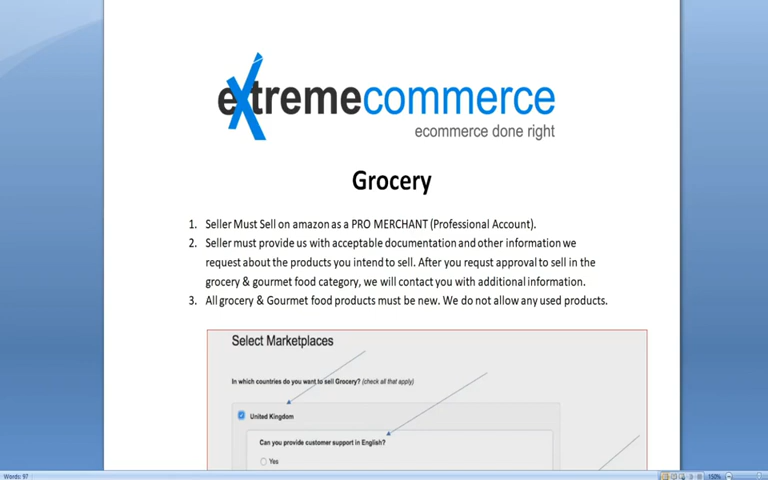 extremecommerce
ecommerce done right
Grocery
1. Seller Must Sell on amazon as a PRO MERCHANT (Professional Account).
2. Seller must provide us with acceptable documentation and other information we
request about the products you intend to sell. After you requst approval to sell in the
grocery & gourmet food category, we will contact you with additional information.
3. All grocery & Gourmet food products must be new. We do not allow any used products.
Select Marketplaces
In which countries do you want to sell Grocery? (check all that apply)
United Kingdom
Can you provide customer support in English?
Yes
Words: 97
150%